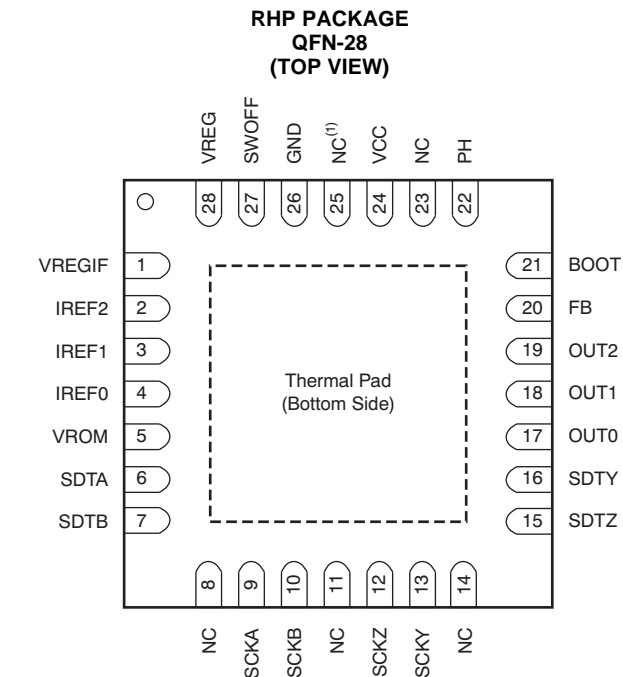 RHP PACKAGE
QFN-28
(TOP VIEW)
VREG
SWOFF
GND
NC(1)
VCC
NC
PH
28
27
26
25
24
23
22
VREGIF 1
IREF2 2
IREF1 3
IREF0 4
VROM 5
SDTA 6
SDTB 7
Thermal Pad
(Bottom Side)
21 BOOT
20 FB
19 OUT2
18 OUT1
17 OUT0
16 SDTY
15 SDTZ
8
9
10
11
12
13
14
NC
SCKA
SCKB
NC
SCKZ
SCKY
NC